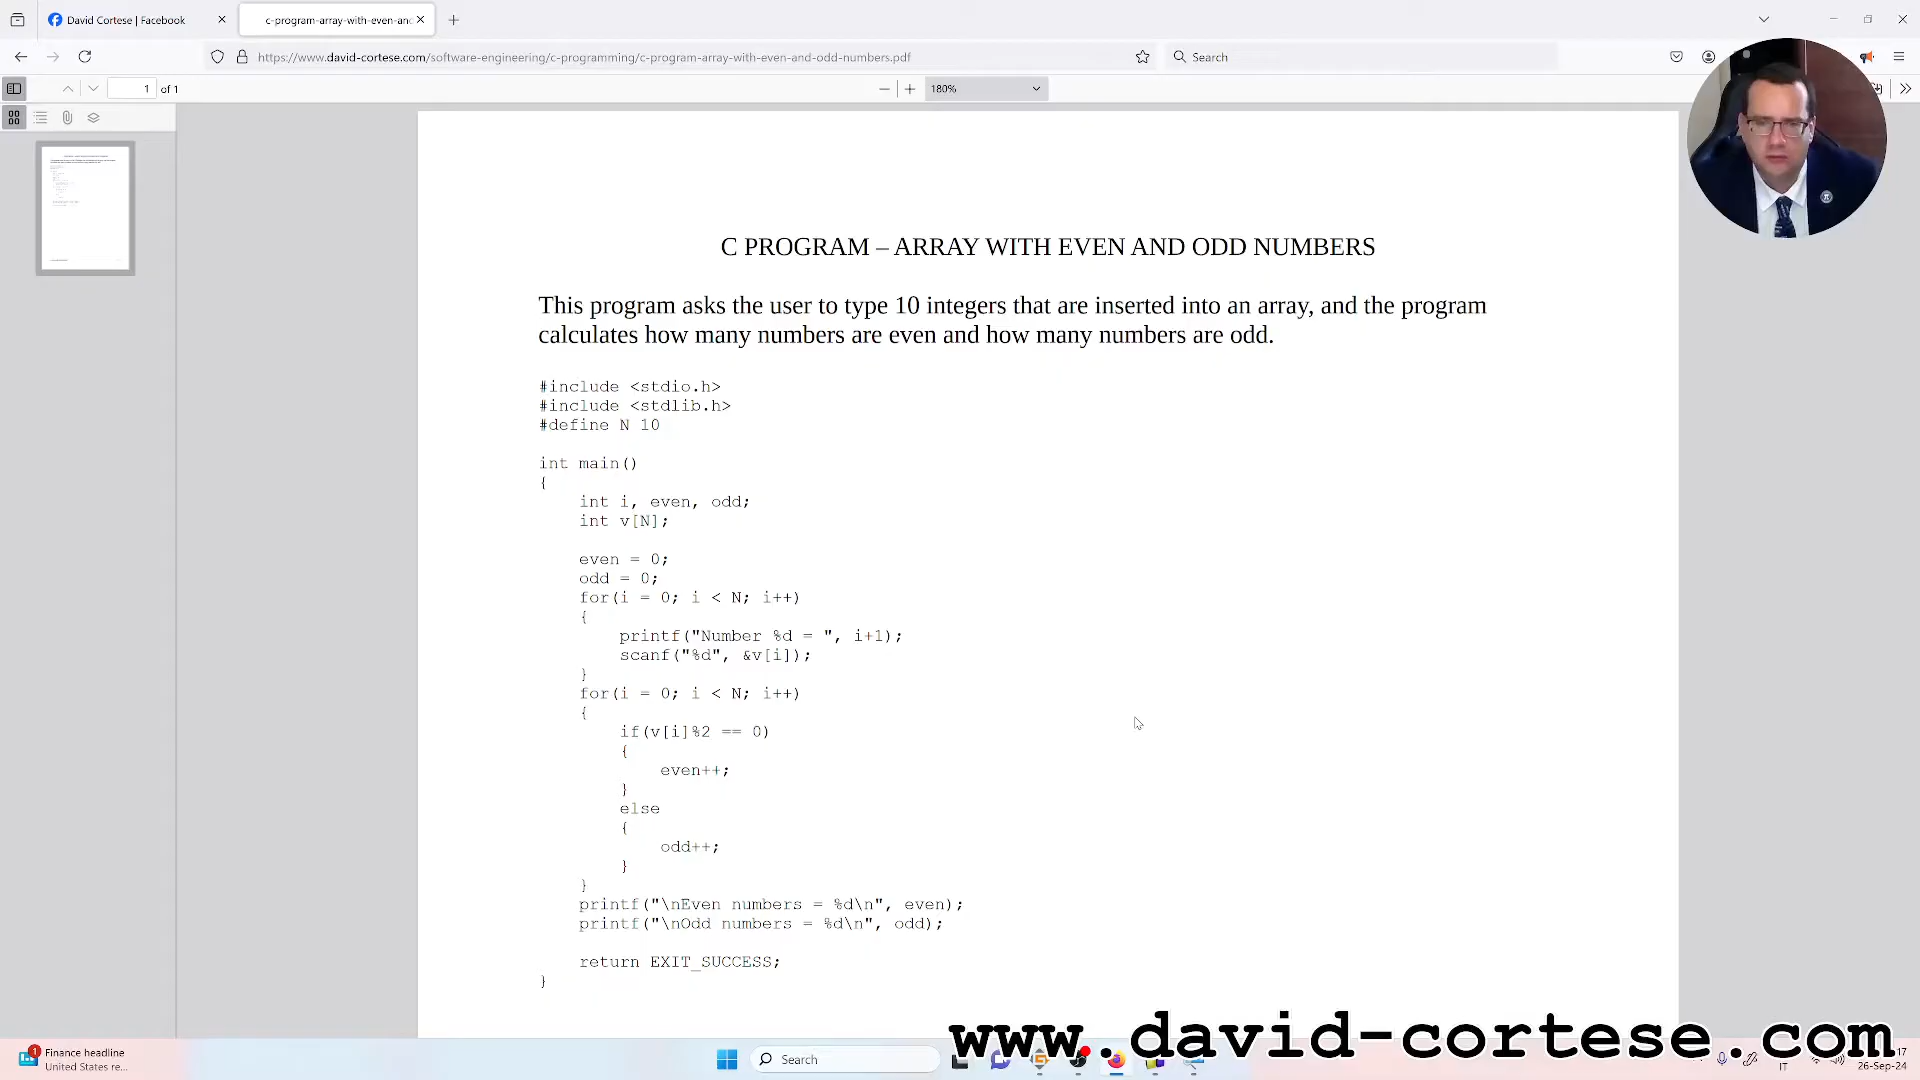 David Cortese | Facebook
c-program-array-with-even-and
https://www.david-cortese.com/software-engineering/c-programming/c-program-array-with-even-and-odd-numbers.pdf
Search
1 of 1
180%
C PROGRAM – ARRAY WITH EVEN AND ODD NUMBERS
This program asks the user to type 10 integers that are inserted into an array, and the program
calculates how many numbers are even and how many numbers are odd.
#include <stdio.h>
#include <stdlib.h>
#define N 10
int main()
{
int i, even, odd;
int v[N];
even = 0;
odd = 0;
for(i = 0; i < N; i++)
{
printf("Number %d = ", i+1);
scanf("%d", &v[i]);
}
for(i = 0; i < N; i++)
{
if(v[i]%2 == 0)
{
even++;
}
else
{
odd++;
}
}
printf("\nEven numbers = %d\n", even);
printf("\nOdd numbers = %d\n", odd);
return EXIT_SUCCESS;
}
www.david-cortese.com
1
Finance headline
United States re...
Search
IT
26-Sep-24